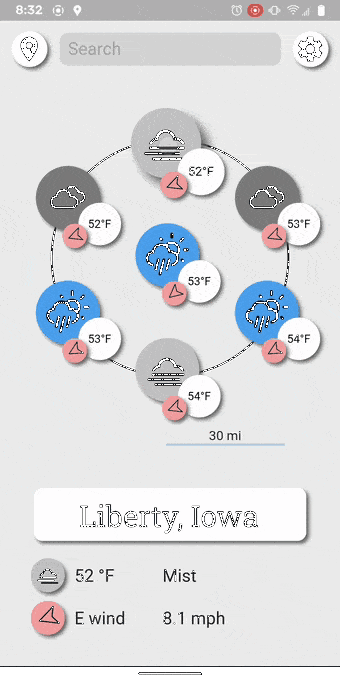 8:32
Search
52°F
52°F
53°F
53°F
53°F
54°F
54°F
30 mi
Liberty, Iowa
52 °F Mist
E wind 8.1 mph